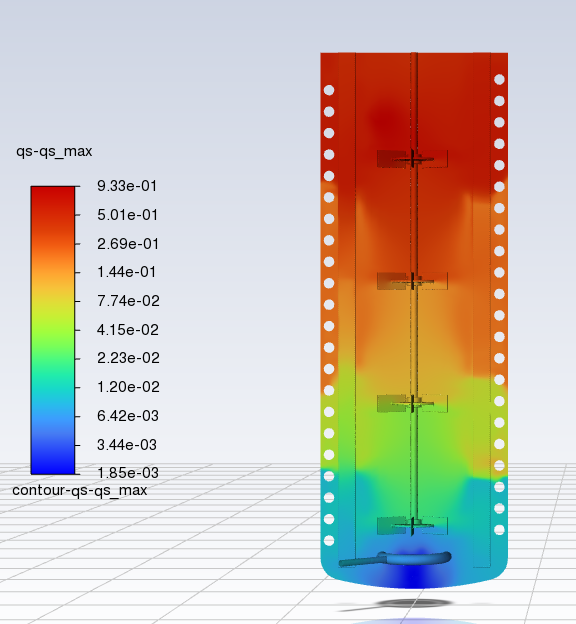 qs-qs_max
9.33e-01
5.01e-01
2.69e-01
1.44e-01
7.74e-02
4.15e-02
2.23e-02
1.20e-02
6.42e-03
3.44e-03
1.85e-03
contour-qs-qs_max